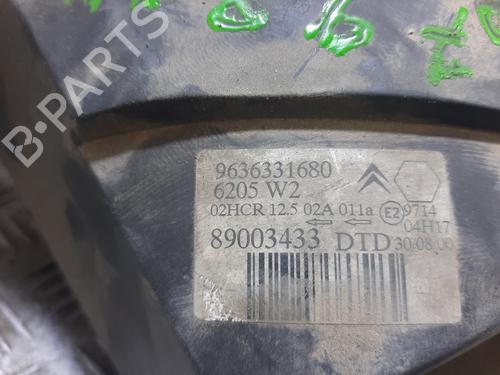 B-PARTS
9636331680
6205 W2
02HCR 12.5 02A 011a E2 9714
04H17
89003433 DTD 30/08/00